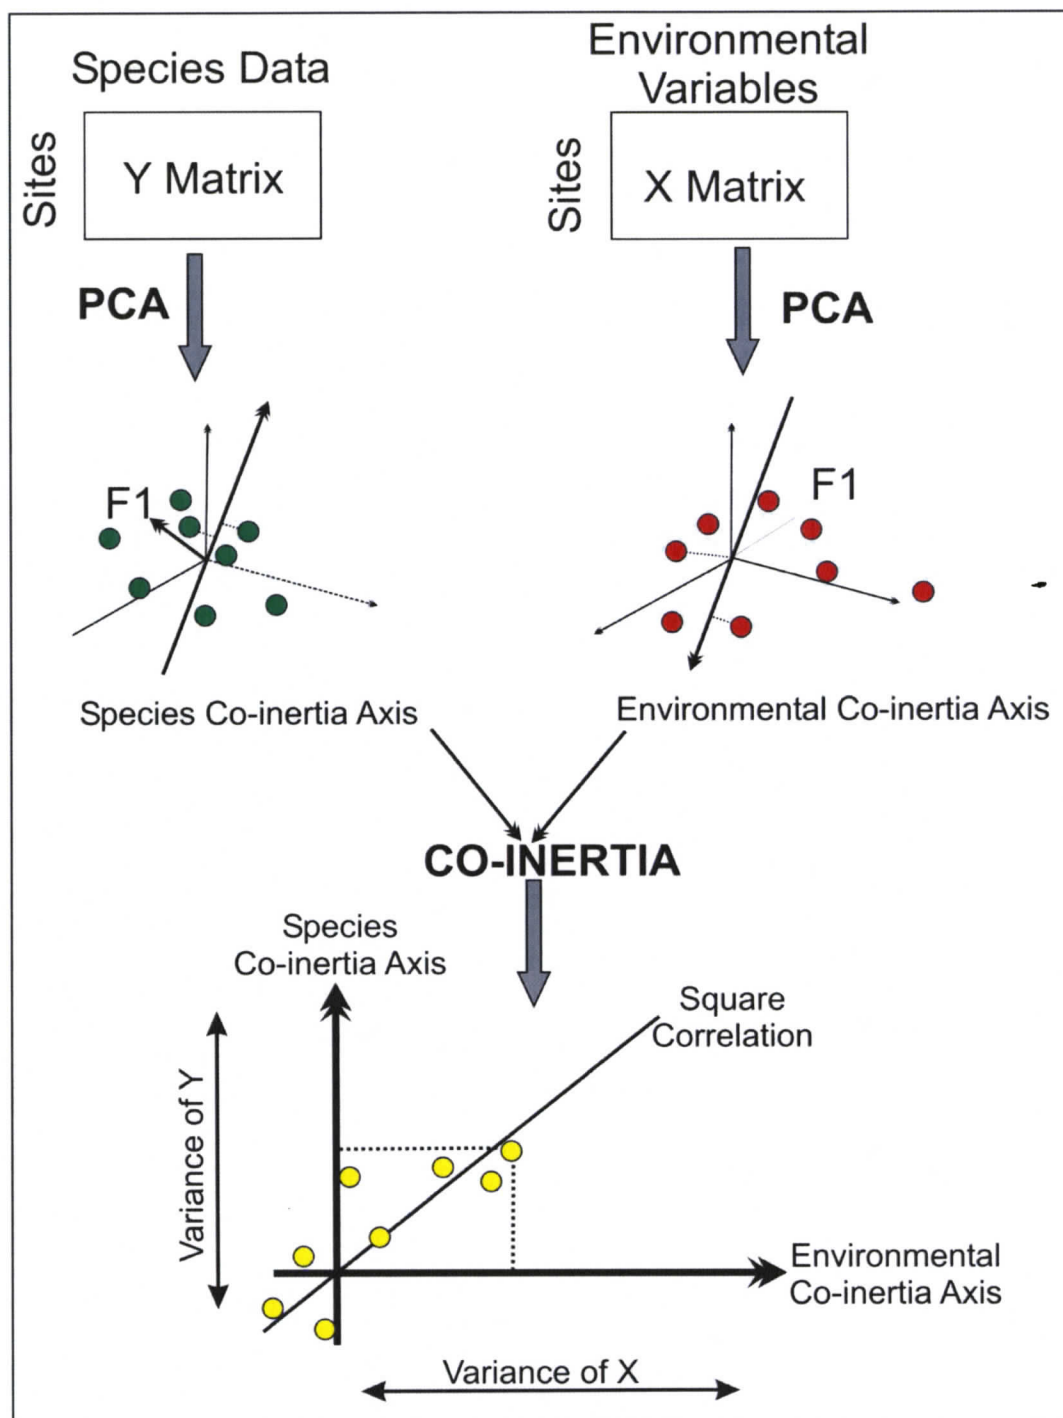 Species Data
Sites
Y Matrix
PCA
F1
Species Co-inertia Axis
Environmental
Variables
Sites
X Matrix
PCA
F1
Environmental Co-inertia Axis
CO-INERTIA
Species
Co-inertia Axis
Square
Correlation
Variance of Y
Environmental
Co-inertia Axis
Variance of X